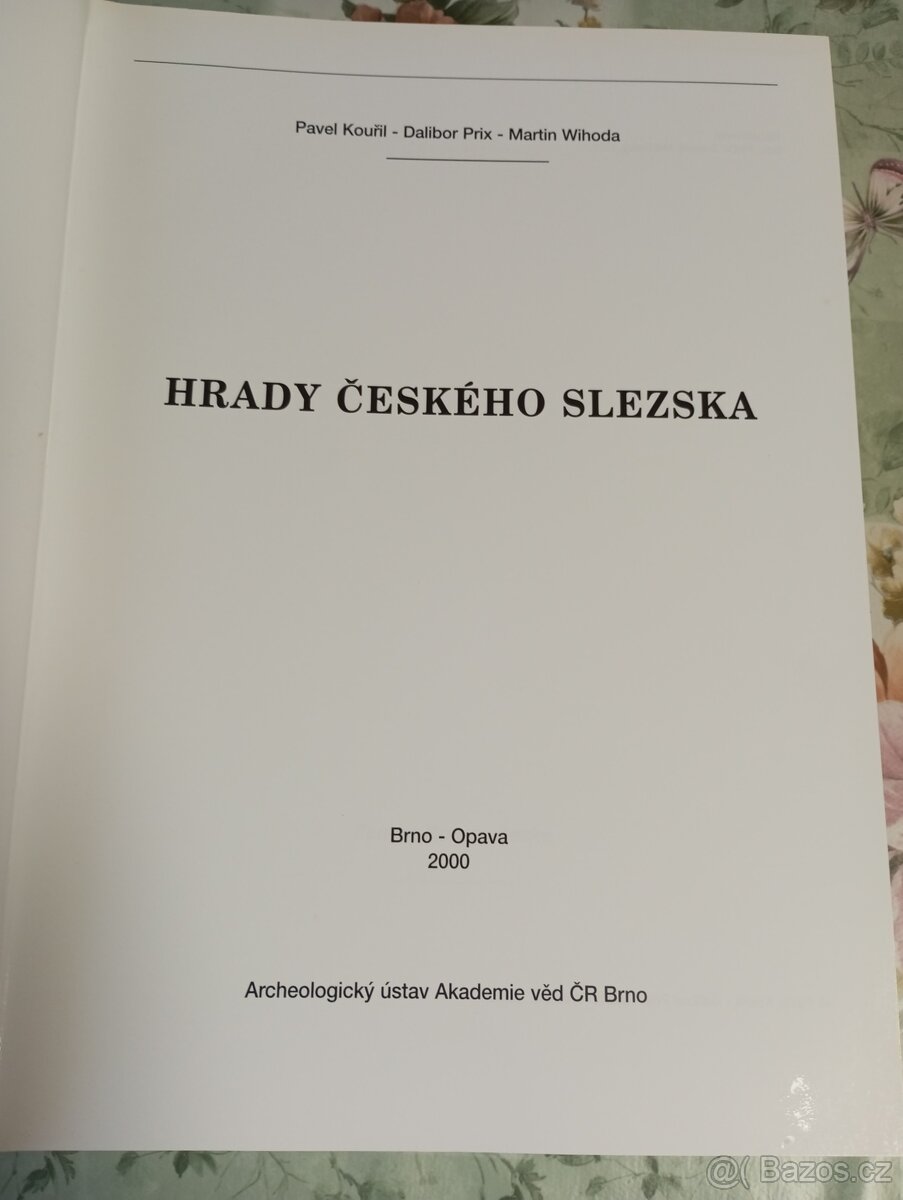 Pavel Kouřil - Dalibor Prix - Martin Wihoda
HRADY ČESKÉHO SLEZSKA
Brno - Opava
2000
Archeologický ústav Akademie věd ČR Brno
@( Bazos.cz